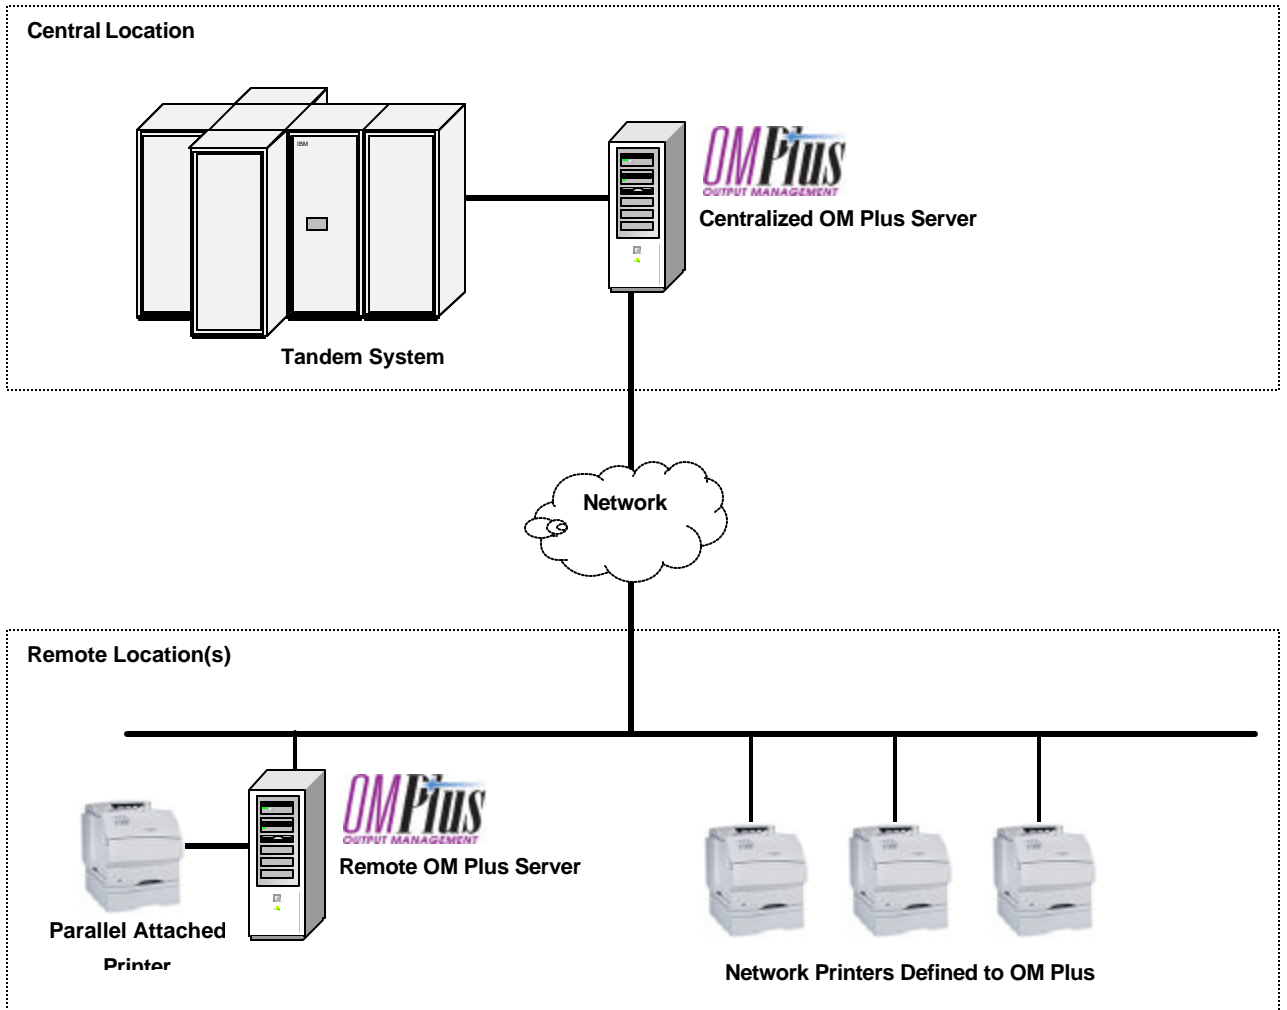 Central Location
IBM
OMPlus
OUTPUT MANAGEMENT
Centralized OM Plus Server
Tandem System
Network
Remote Location(s)
OMPlus
OUTPUT MANAGEMENT
Remote OM Plus Server
Parallel Attached
Printer
Network Printers Defined to OM Plus